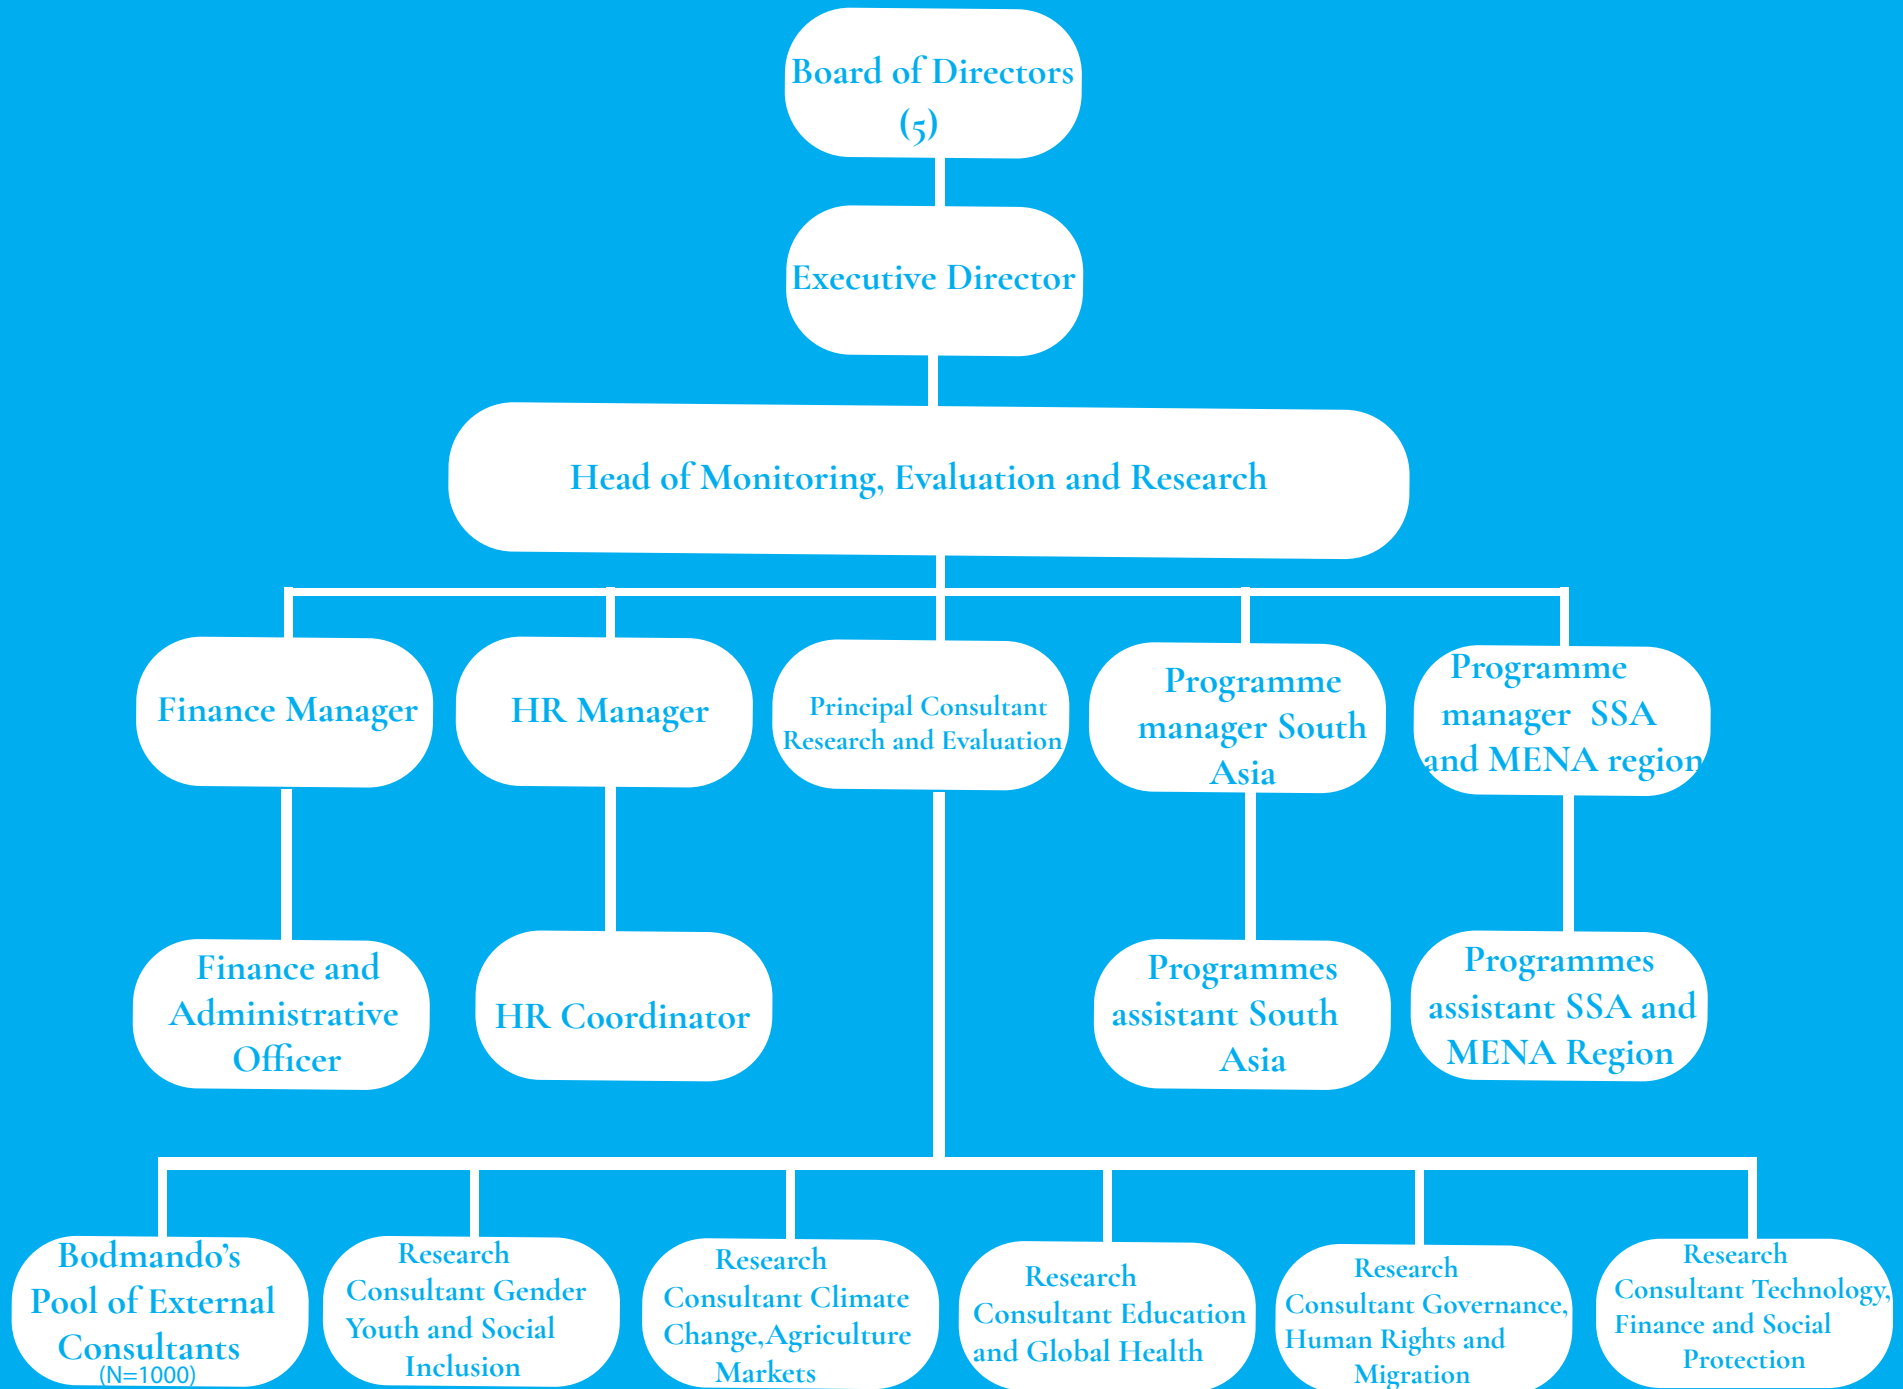 Board of Directors
(5)
Executive Director
Head of Monitoring, Evaluation and Research
Finance Manager
HR Manager
Principal Consultant
Research and Evaluation
Programme
manager South
Asia
Programme
manager SSA
and MENA region
Finance and
Administrative
Officer
HR Coordinator
Programmes
assistant South
Asia
Programmes
assistant SSA and
MENA Region
Bodmando’s
Pool of External
Consultants
(N=1000)
Research
Consultant Gender
Youth and Social
Inclusion
Research
Consultant Climate
Change,Agriculture
Markets
Research
Consultant Education
and Global Health
Research
Consultant Governance,
Human Rights and
Migration
Research
Consultant Technology,
Finance and Social
Protection